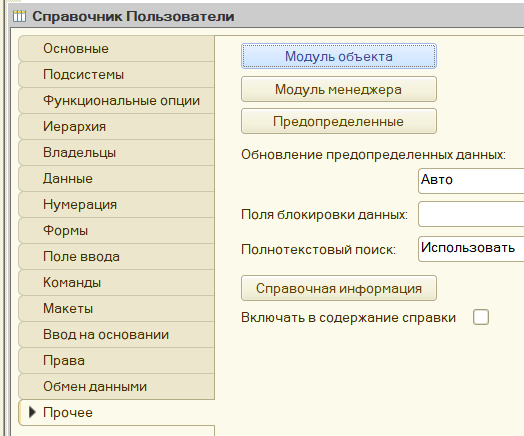 Справочник Пользователи
Основные
Подсистемы
Функциональные опции
Иерархия
Владельцы
Данные
Нумерация
Формы
Поле ввода
Команды
Макеты
Ввод на основании
Права
Обмен данными
Прочее
Модуль объекта
Модуль менеджера
Предопределенные
Обновление предопределенных данных:
Авто
Поля блокировки данных:
Полнотекстовый поиск: Использовать
Справочная информация
Включать в содержание справки